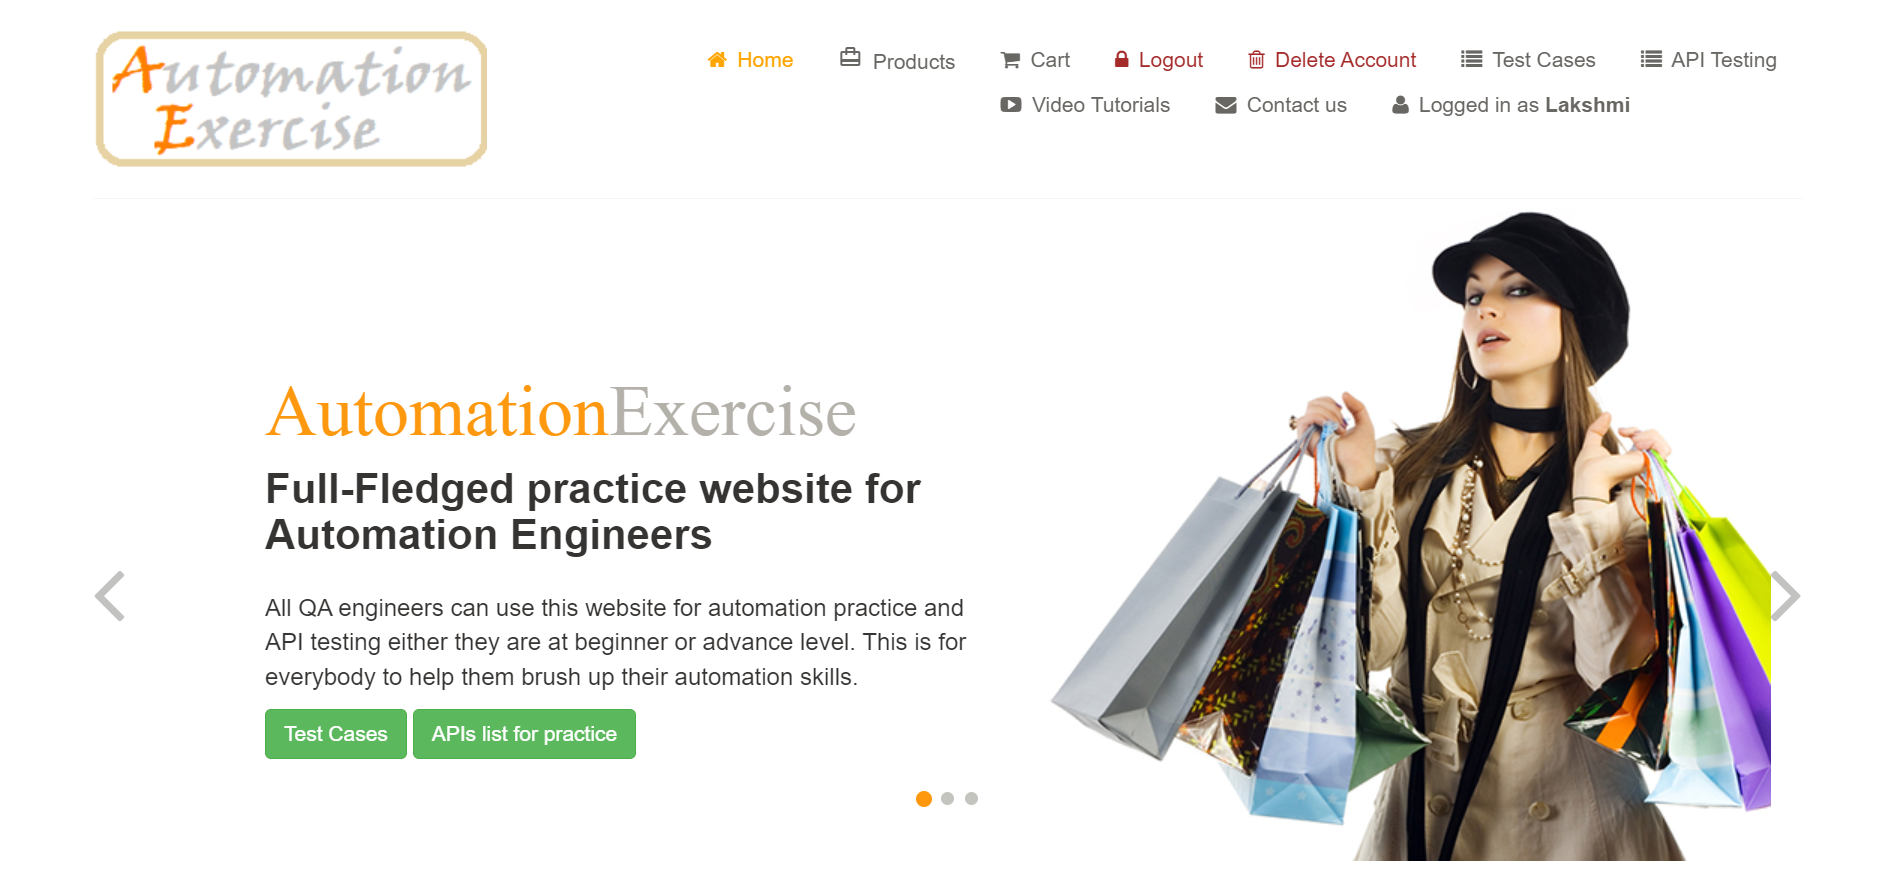 Automation
Exercise
Home Products Cart Logout Delete Account Test Cases API Testing
Video Tutorials Contact us Logged in as Lakshmi
AutomationExercise
Full-Fledged practice website for
Automation Engineers
All QA engineers can use this website for automation practice and
API testing either they are at beginner or advance level. This is for
everybody to help them brush up their automation skills.
Test Cases APIs list for practice